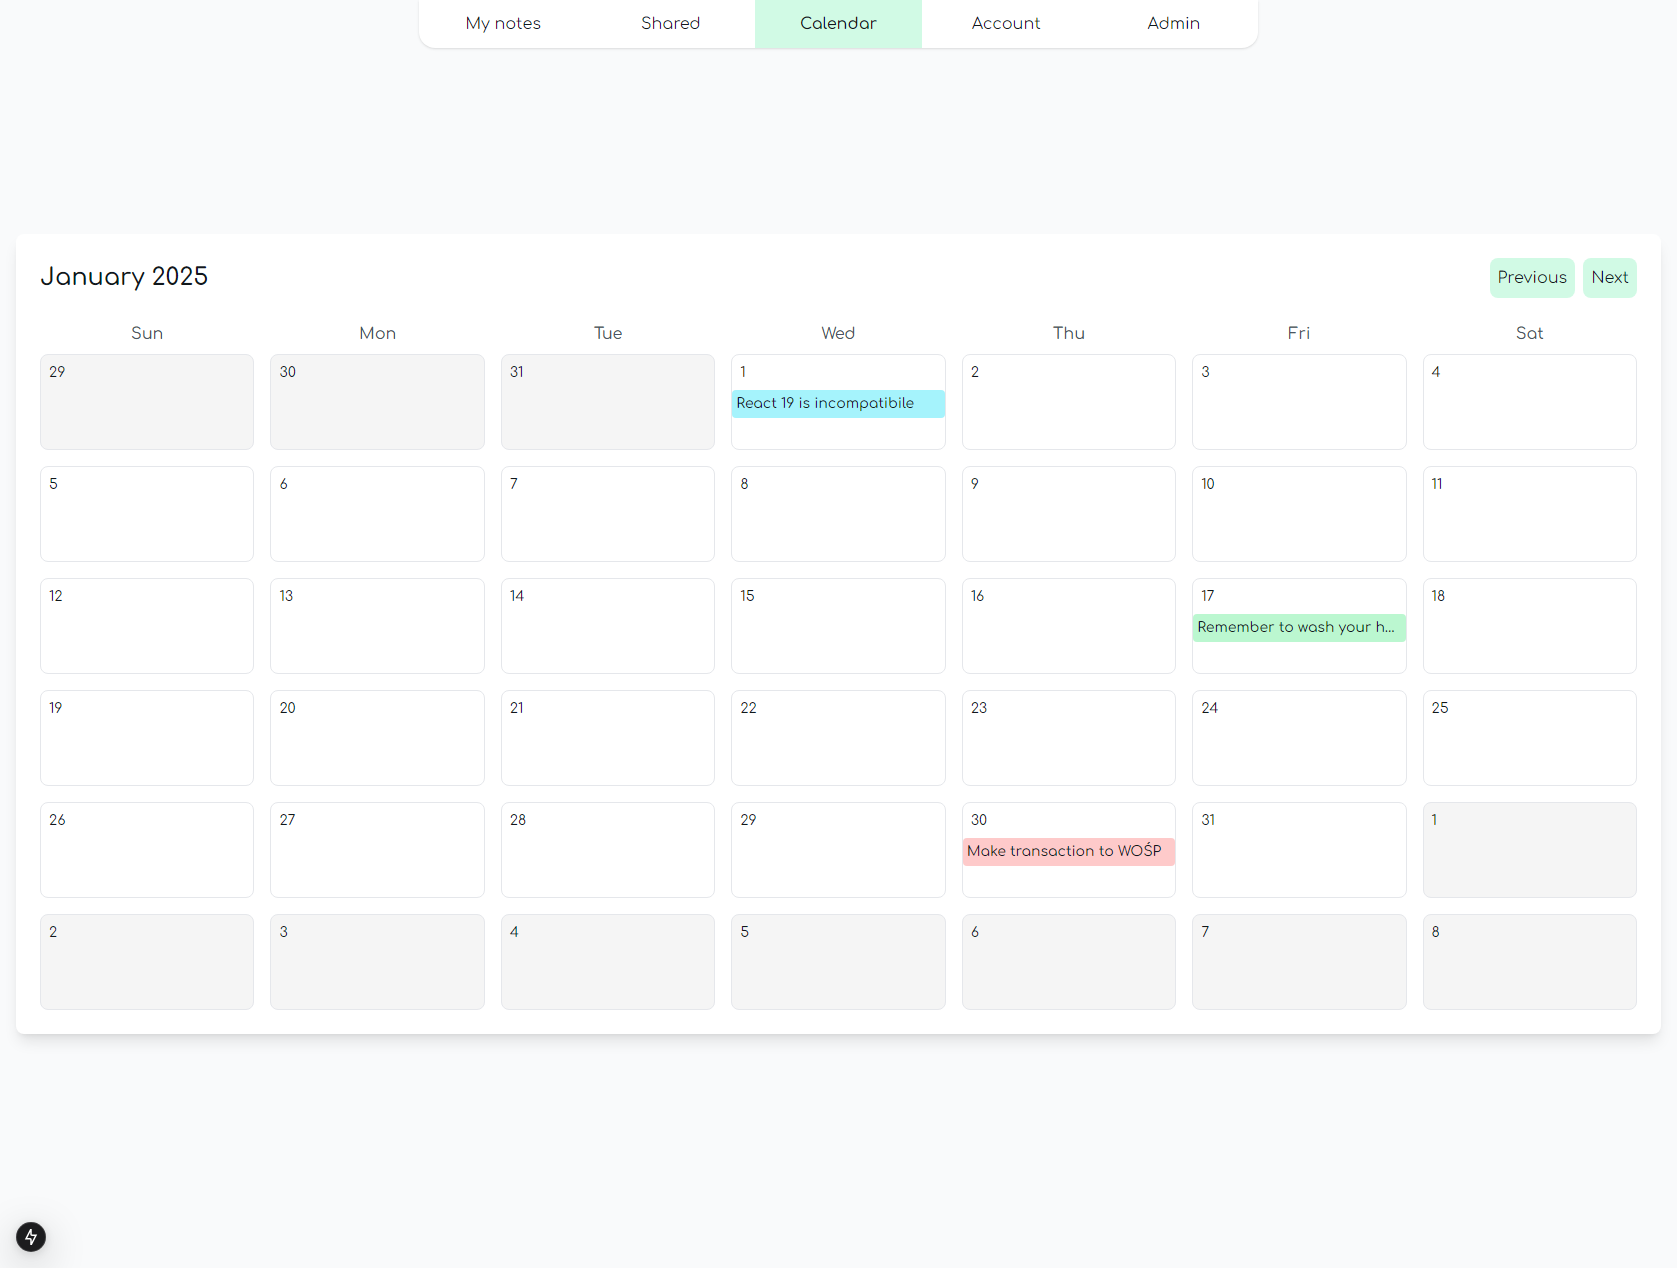 My notes Shared Calendar Account Admin
January 2025 Previous Next
Sun Mon Tue Wed Thu Fri Sat
29 30 31 1 2 3 4
React 19 is incompatibile
5 6 7 8 9 10 11
12 13 14 15 16 17 18
Remember to wash your h...
19 20 21 22 23 24 25
26 27 28 29 30 31 1
Make transaction to WOŚP
2 3 4 5 6 7 8